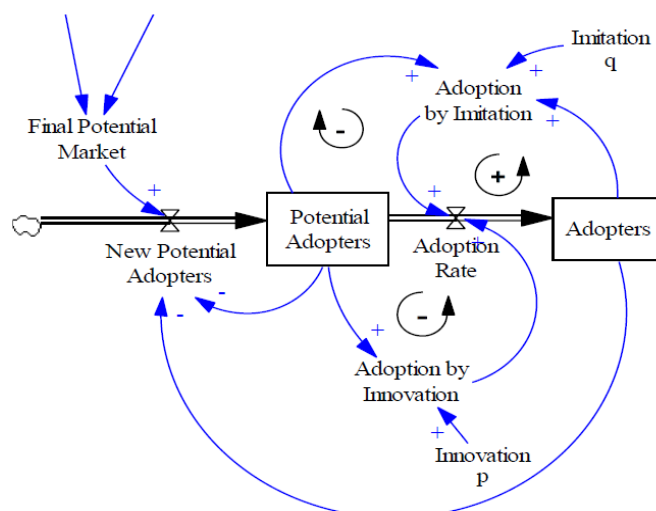 Imitation
q
+
+
Adoption
by Imitation
+
Final Potential
Market
-
+
+
+
Potential
Adopters
Adopters
New Potential
Adopters
Adoption
Rate
+
-
-
-
+
Adoption by
Innovation
+
Innovation
p